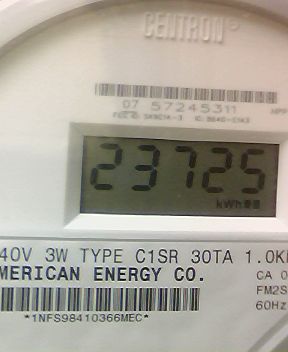 CENTRON
07 57245311
23725
kWh
40V 3W TYPE C1SR 30TA 1.0K
MERICAN ENERGY CO.
CA 0
FM2S
60Hz
*1NFS98410366MEC*